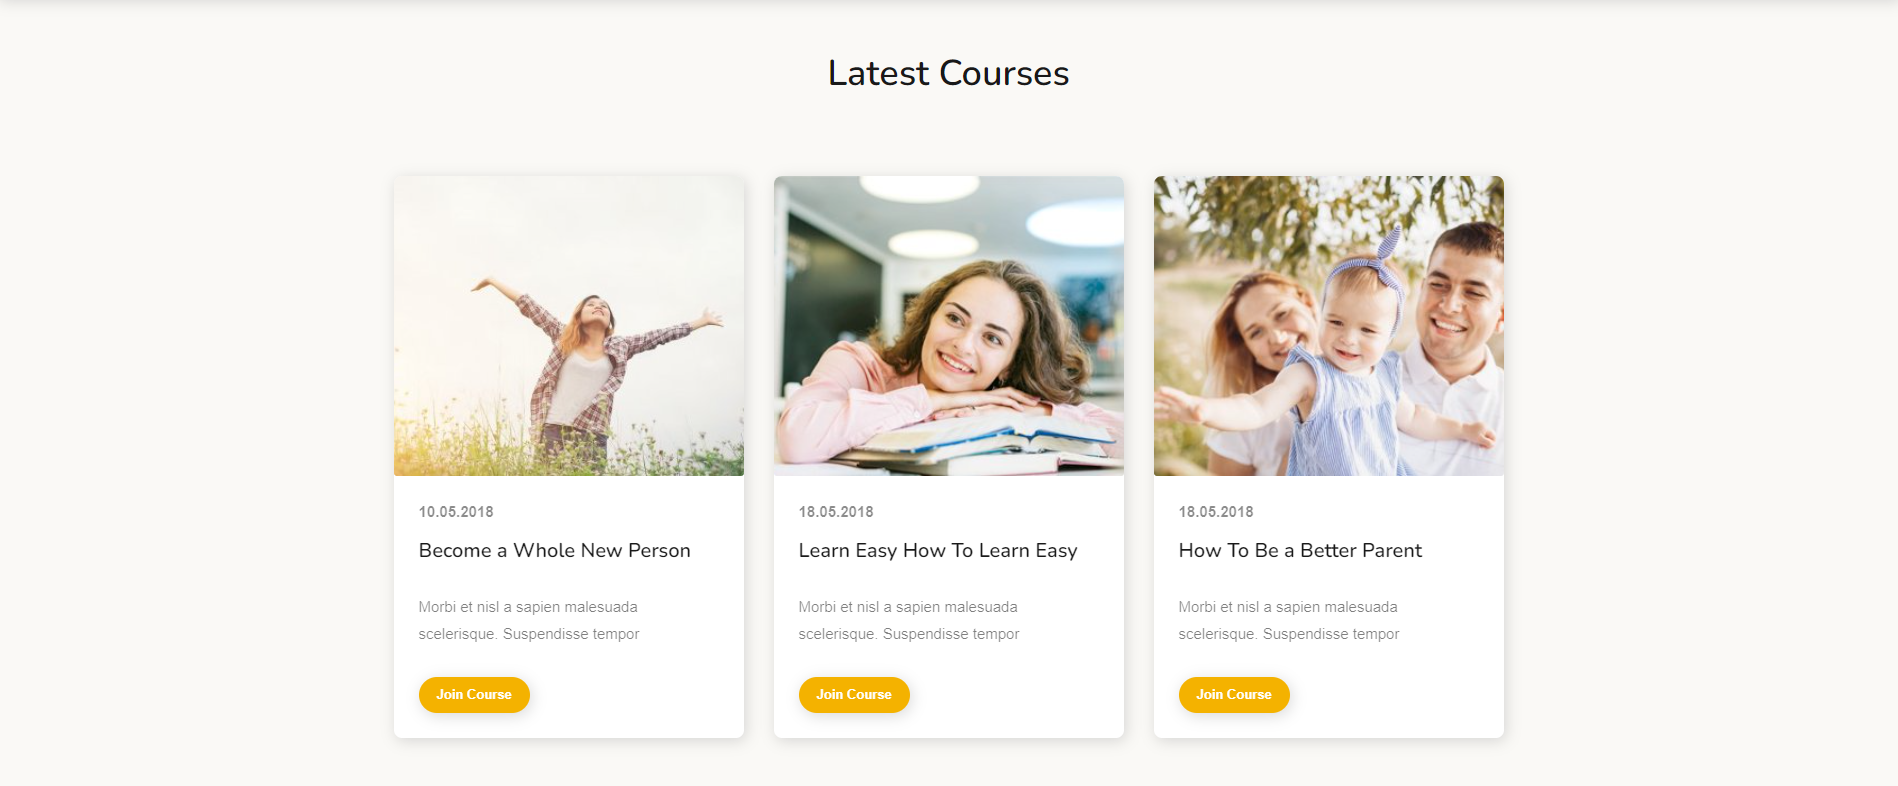 Latest Courses
10.05.2018
Become a Whole New Person
Morbi et nisl a sapien malesuada
scelerisque. Suspendisse tempor
Join Course
18.05.2018
Learn Easy How To Learn Easy
Morbi et nisl a sapien malesuada
scelerisque. Suspendisse tempor
Join Course
18.05.2018
How To Be a Better Parent
Morbi et nisl a sapien malesuada
scelerisque. Suspendisse tempor
Join Course